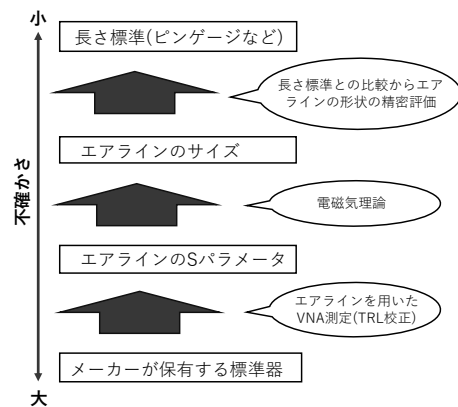 小
長さ標準(ピンゲージなど)
長さ標準との比較からエア
ラインの形状の精密評価
エアラインのサイズ
不確かさ
電磁気理論
エアラインのSパラメータ
エアラインを用いた
VNA測定(TRL校正)
メーカーが保有する標準器
大